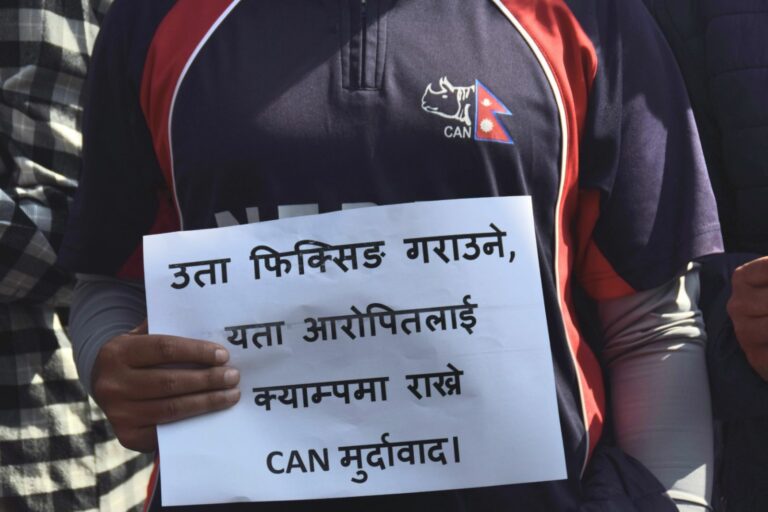 CAN
उता फिक्सिङ गराउने,
यता आरोपितलाई
क्याम्पमा राख्ने
CAN मुर्दावाद।